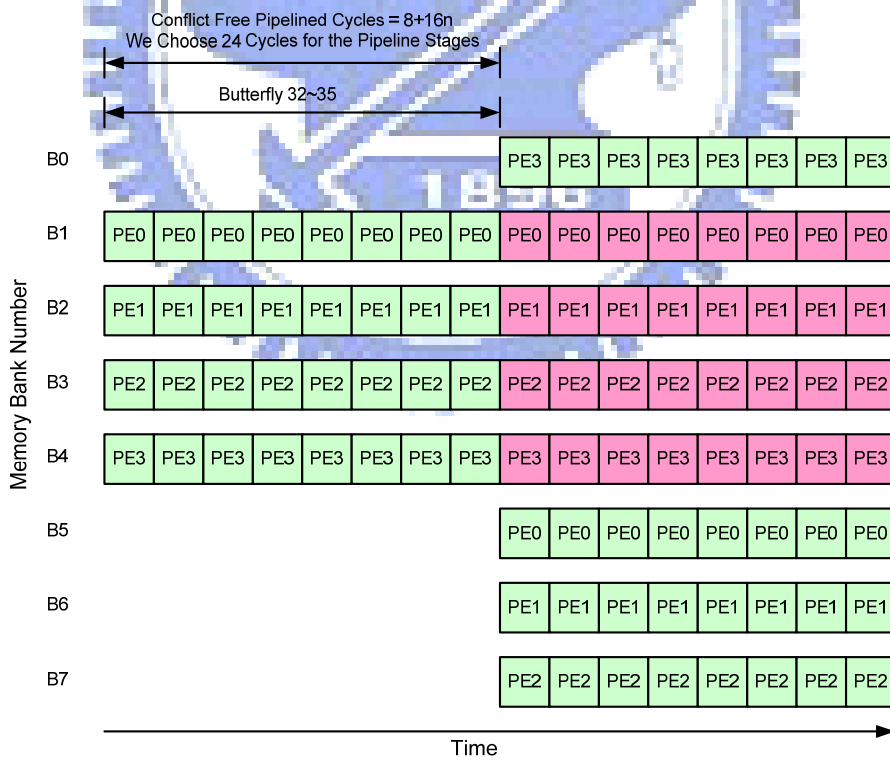 Conflict Free Pipelined Cycles = 8+16n
We Choose 24 Cycles for the Pipeline Stages
Butterfly 32~35
Memory Bank Number
B0 PE3 PE3 PE3 PE3 PE3 PE3 PE3 PE3
B1 PE0 PE0 PE0 PE0 PE0 PE0 PE0 PE0 PE0 PE0 PE0 PE0 PE0 PE0 PE0 PE0
B2 PE1 PE1 PE1 PE1 PE1 PE1 PE1 PE1 PE1 PE1 PE1 PE1 PE1 PE1 PE1 PE1
B3 PE2 PE2 PE2 PE2 PE2 PE2 PE2 PE2 PE2 PE2 PE2 PE2 PE2 PE2 PE2 PE2
B4 PE3 PE3 PE3 PE3 PE3 PE3 PE3 PE3 PE3 PE3 PE3 PE3 PE3 PE3 PE3 PE3
B5 PE0 PE0 PE0 PE0 PE0 PE0 PE0 PE0
B6 PE1 PE1 PE1 PE1 PE1 PE1 PE1 PE1
B7 PE2 PE2 PE2 PE2 PE2 PE2 PE2 PE2
Time